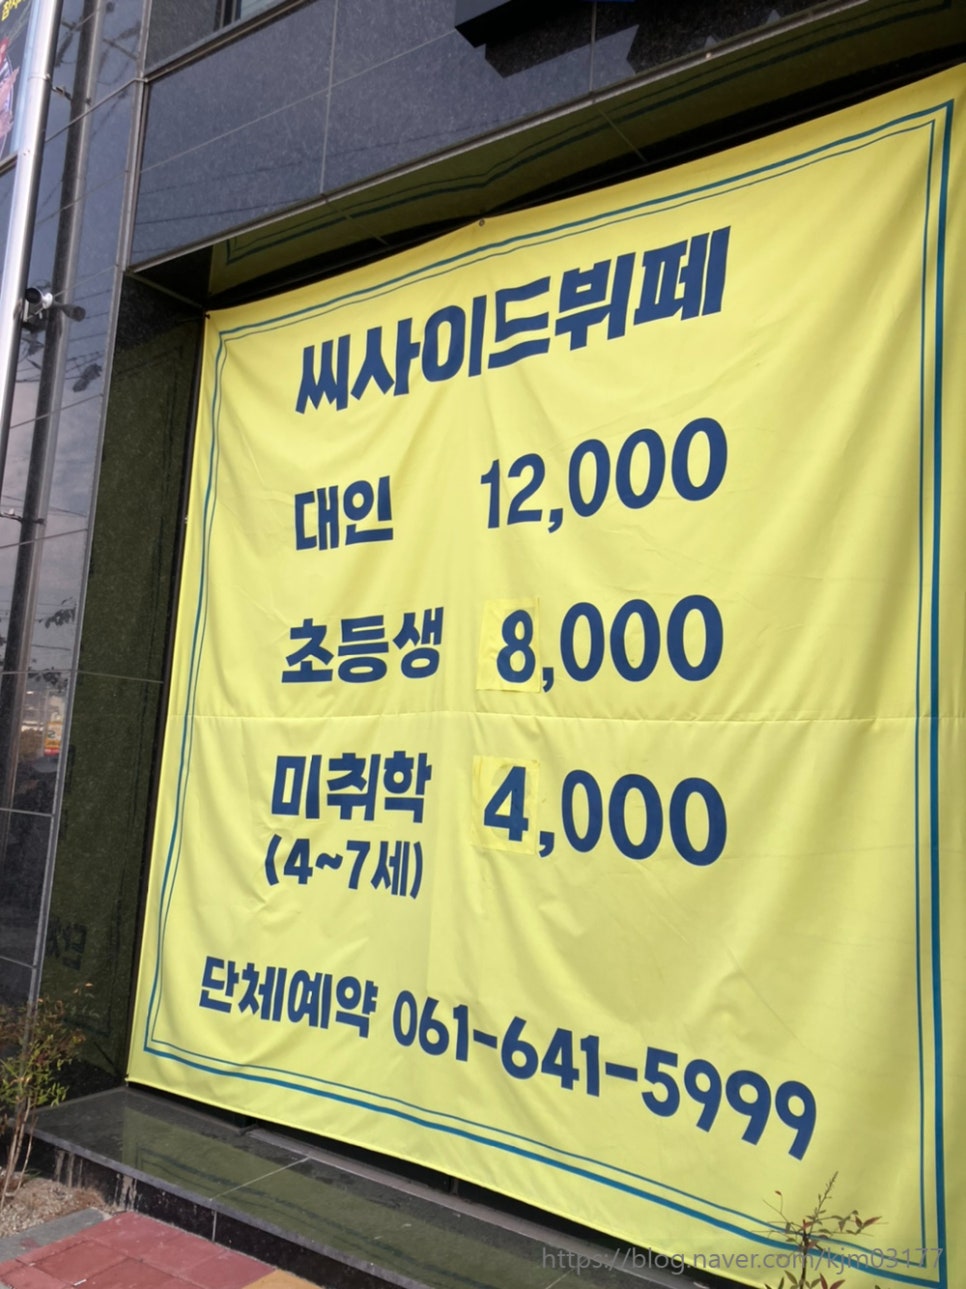 씨사이드뷔페
대인 12,000
초등생 8,000
미취학 4,000
(4~7세)
단체예약 061-641-5999
https://blog.naver.com/kjm03177